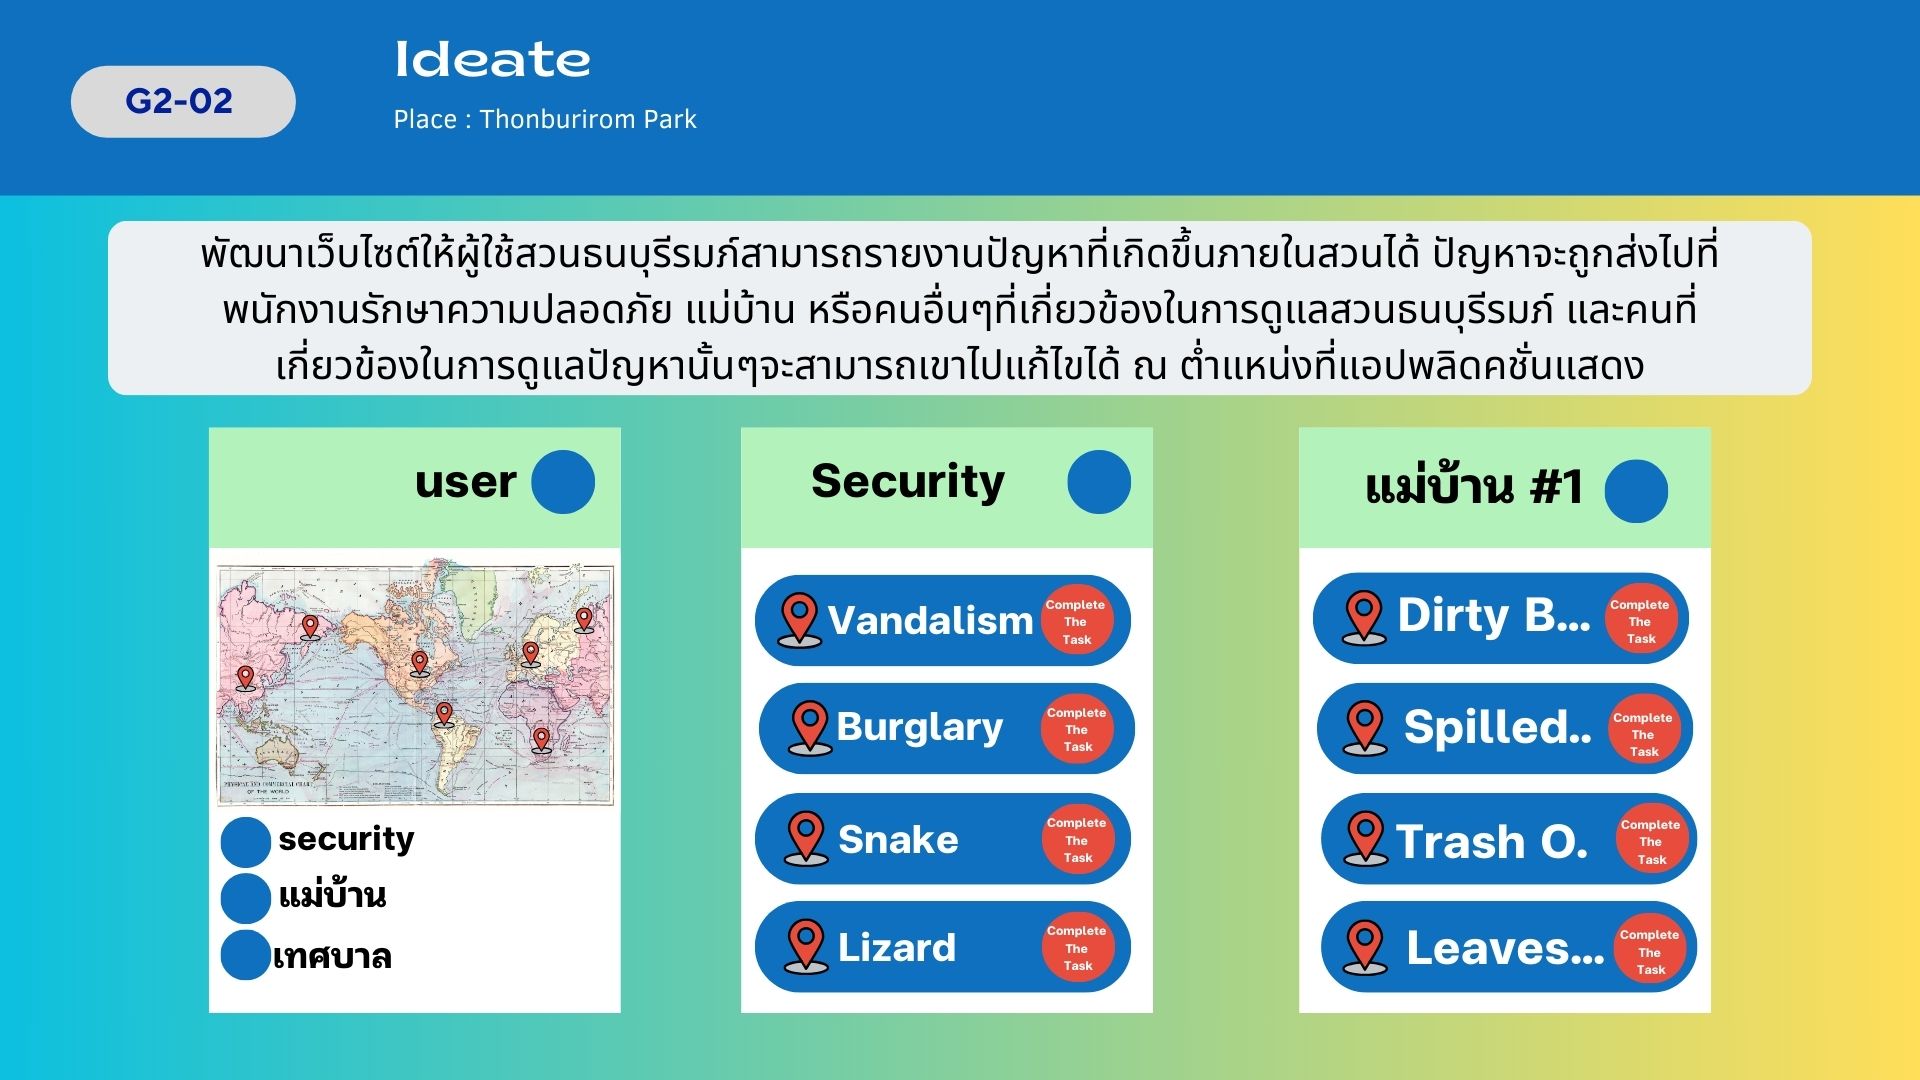 G2-02
Ideate
Place : Thonburirom Park
พัฒนาเว็บไซต์ให้ผู้ใช้สวนธนบุรีรมภ์สามารถรายงานปัญหาที่เกิดขึ้นภายในสวนได้ ปัญหาจะถูกส่งไปที่
พนักงานรักษาความปลอดภัย แม่บ้าน หรือคนอื่นๆที่เกี่ยวข้องในการดูแลสวนธนบุรีรมภ์ และคนที่
เกี่ยวข้องในการดูแลปัญหานั้นๆจะสามารถเขาไปแก้ไขได้ ณ ตำแหน่งที่แอปพลิดคชั่นแสดง
user
PHYSICAL AND COMMERCIAL CHART
OF THE WORLD
security
แม่บ้าน
เทศบาล
Security
Vandalism
Complete
The
Task
Burglary
Complete
The
Task
Snake
Complete
The
Task
Lizard
Complete
The
Task
แม่บ้าน #1
Dirty B...
Complete
The
Task
Spilled..
Complete
The
Task
Trash O.
Complete
The
Task
Leaves...
Complete
The
Task